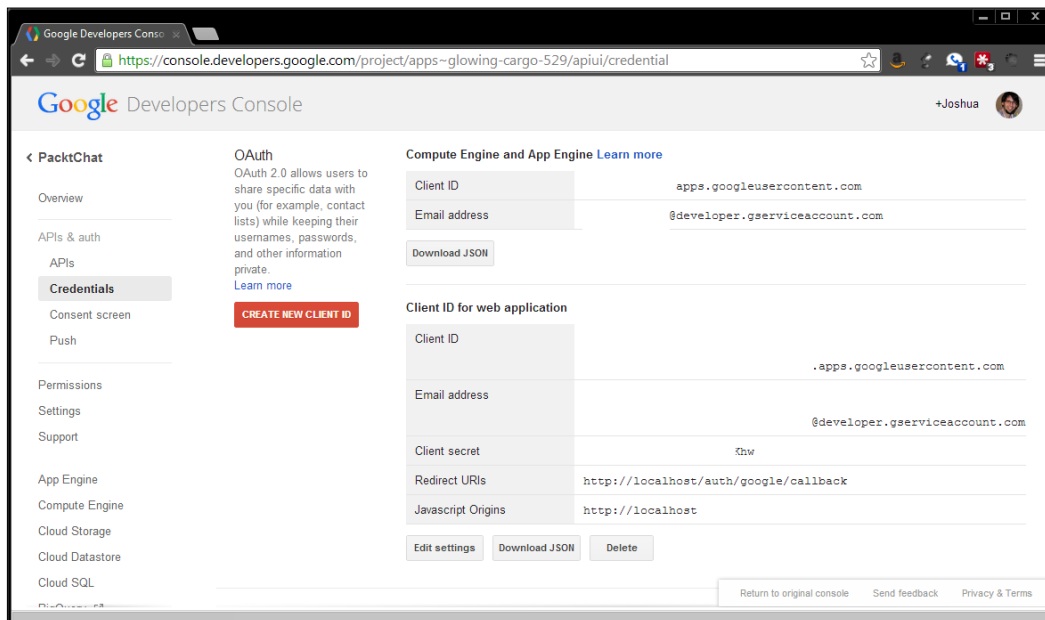 Google Developers Conso
https://console.developers.google.com/project/apps~glowing-cargo-529/apiui/credential
1
3
Google Developers Console
+Joshua
PacktChat
Overview
APIs & auth
APIs
Credentials
Consent screen
Push
Permissions
Settings
Support
App Engine
Compute Engine
Cloud Storage
Cloud Datastore
Cloud SQL
BigQuery
OAuth
OAuth 2.0 allows users to
share specific data with
you (for example, contact
lists) while keeping their
usernames, passwords,
and other information
private.
Learn more
CREATE NEW CLIENT ID
Compute Engine and App Engine Learn more
Client ID apps.googleusercontent.com
Email address @developer.gserviceaccount.com
Download JSON
Client ID for web application
Client ID
.apps.googleusercontent.com
Email address
@developer.gserviceaccount.com
Client secret
Redirect URIs http://localhost/auth/google/callback
Javascript Origins http://localhost
Edit settings Download JSON Delete
Return to original console Send feedback Privacy & Terms